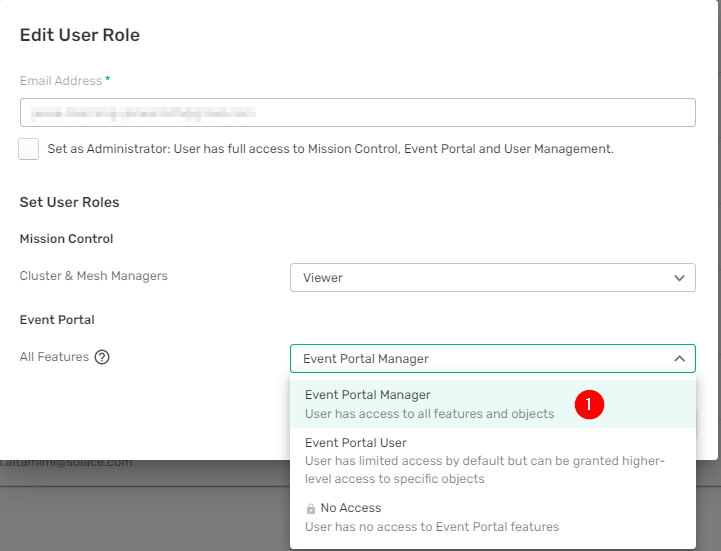 Edit User Role
Email Address *
Set as Administrator: User has full access to Mission Control, Event Portal and User Management.
Set User Roles
Mission Control
Cluster & Mesh Managers
Viewer
Event Portal
All Features ?
Event Portal Manager
Event Portal Manager
User has access to all features and objects
1
Event Portal User
User has limited access by default but can be granted higher-
level access to specific objects
No Access
User has no access to Event Portal features
.altamimi@solace.com